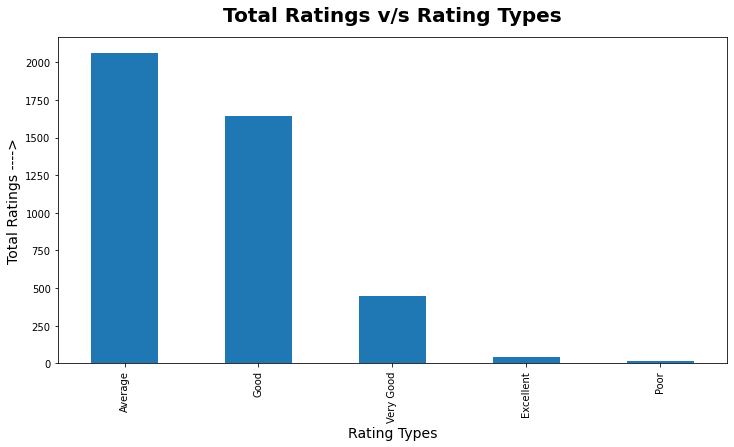 Total Ratings v/s Rating Types
Total Ratings ---->
2000
1750
1500
1250
1000
750
500
250
0
Average
Good
Very Good
Excellent
Poor
Rating Types